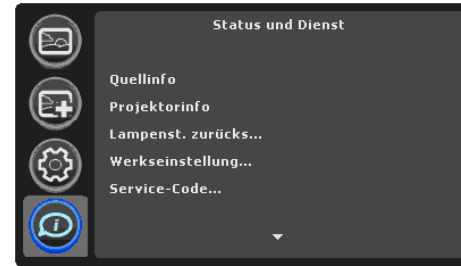 Status und Dienst
Quellinfo
Projektorinfo
Lampenst. zurücks...
Werkseinstellung...
Service-Code...